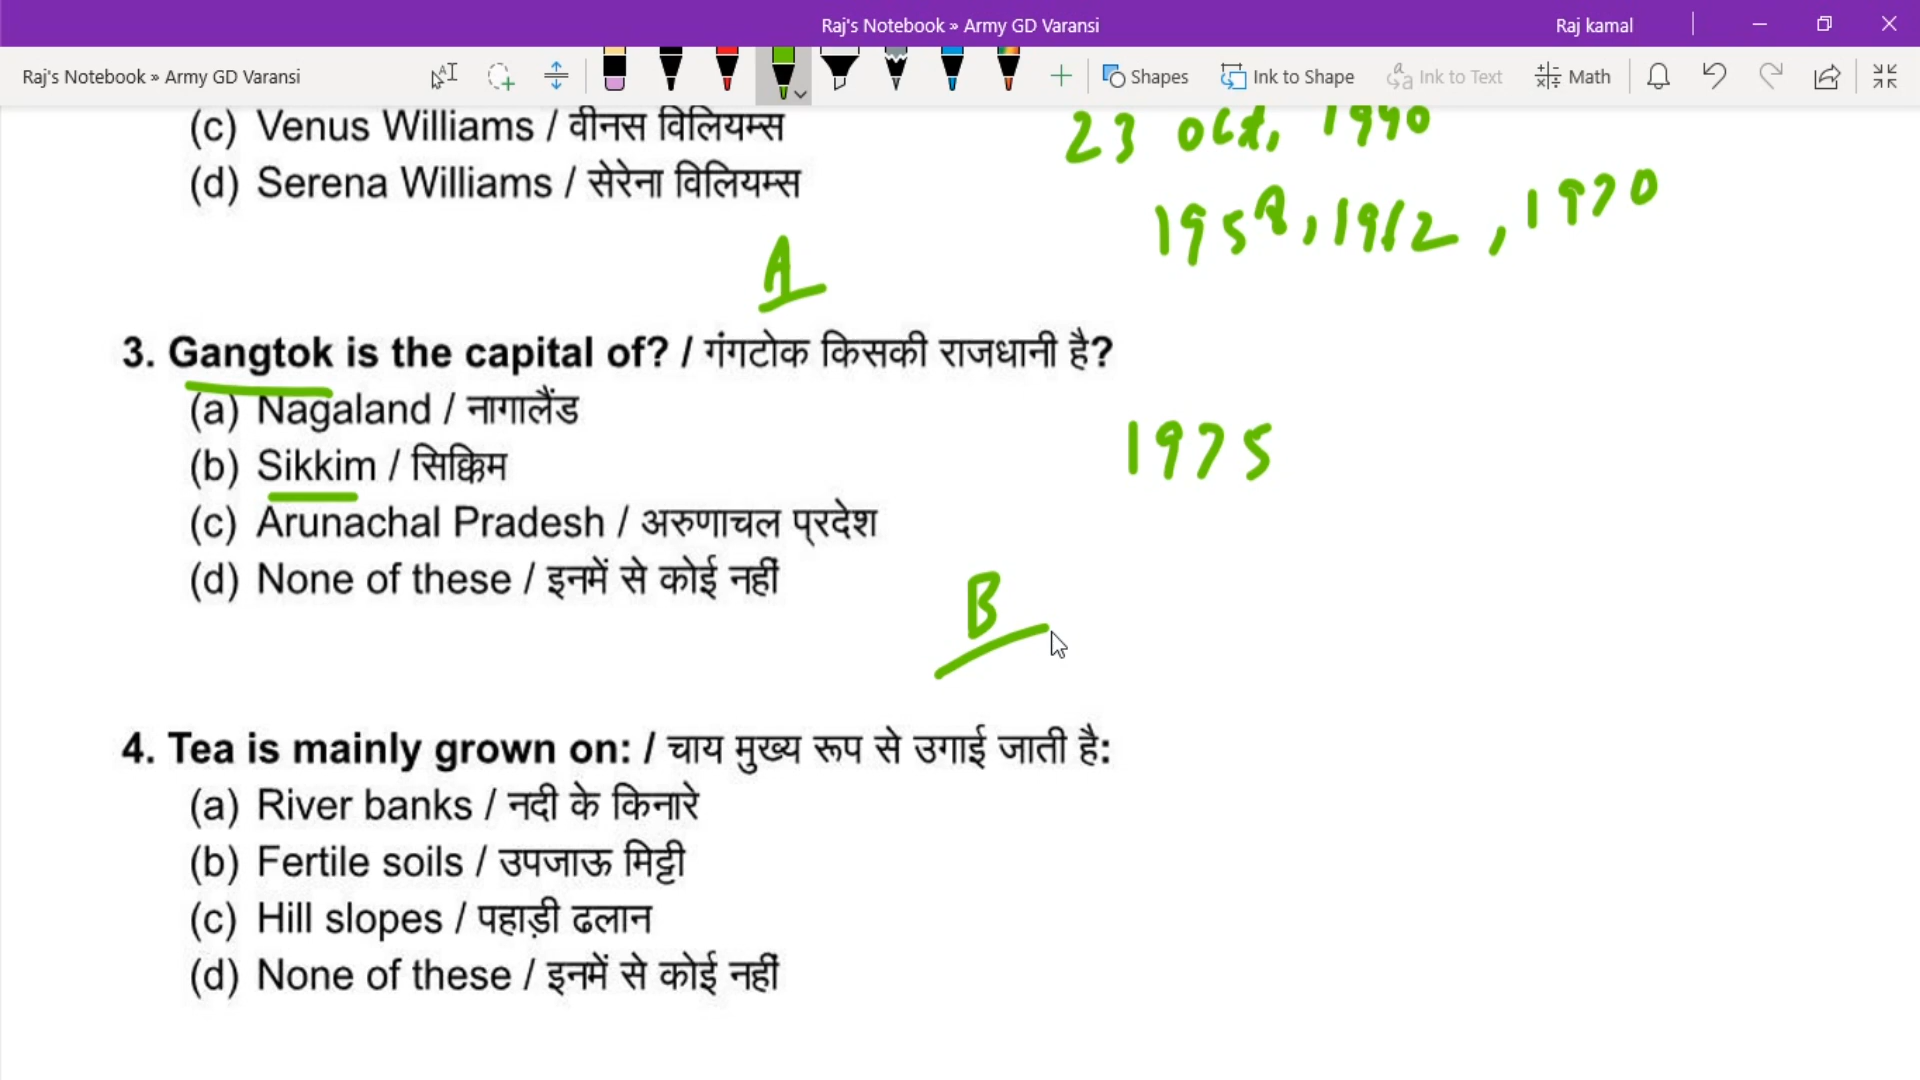 Raj's Notebook » Army GD Varansi
Raj kamal
Raj's Notebook » Army GD Varansi
Shapes
Ink to Shape
Ink to Text
Math
(c) Venus Williams / वीनस विलियम्स
23 oct, 1940
(d) Serena Williams / सेरेना विलियम्स
1958, 1962, 1970
A
3. Gangtok is the capital of? / गंगटोक किसकी राजधानी है?
(a) Nagaland / नागालैंड
1975
(b) Sikkim / सिक्किम
(c) Arunachal Pradesh / अरुणाचल प्रदेश
(d) None of these / इनमें से कोई नहीं
B
4. Tea is mainly grown on: / चाय मुख्य रूप से उगाई जाती है:
(a) River banks / नदी के किनारे
(b) Fertile soils / उपजाऊ मिट्टी
(c) Hill slopes / पहाड़ी ढलान
(d) None of these / इनमें से कोई नहीं